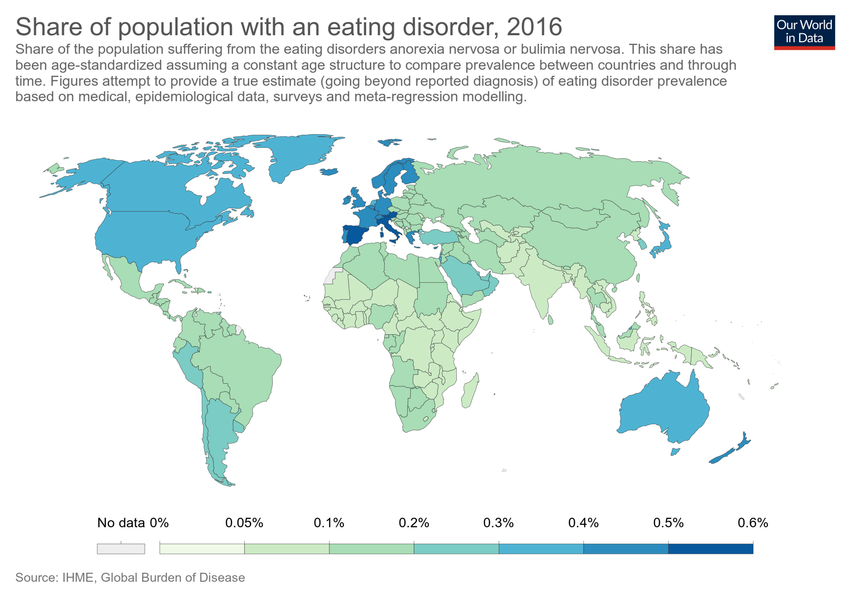 Share of population with an eating disorder, 2016
Our World
in Data
Share of the population suffering from the eating disorders anorexia nervosa or bulimia nervosa. This share has
been age-standardized assuming a constant age structure to compare prevalence between countries and through
time. Figures attempt to provide a true estimate (going beyond reported diagnosis) of eating disorder prevalence
based on medical, epidemiological data, surveys and meta-regression modelling.
No data 0% 0.05% 0.1% 0.2% 0.3% 0.4% 0.5% 0.6%
Source: IHME, Global Burden of Disease